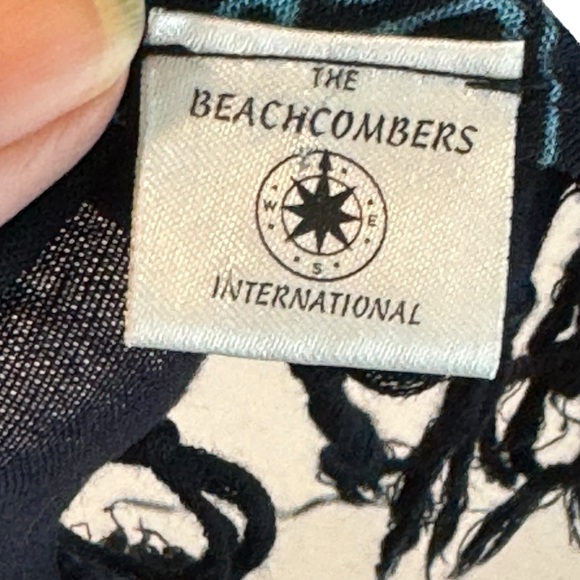 THE
BEACHCOMBERS
N
W E
S
INTERNATIONAL